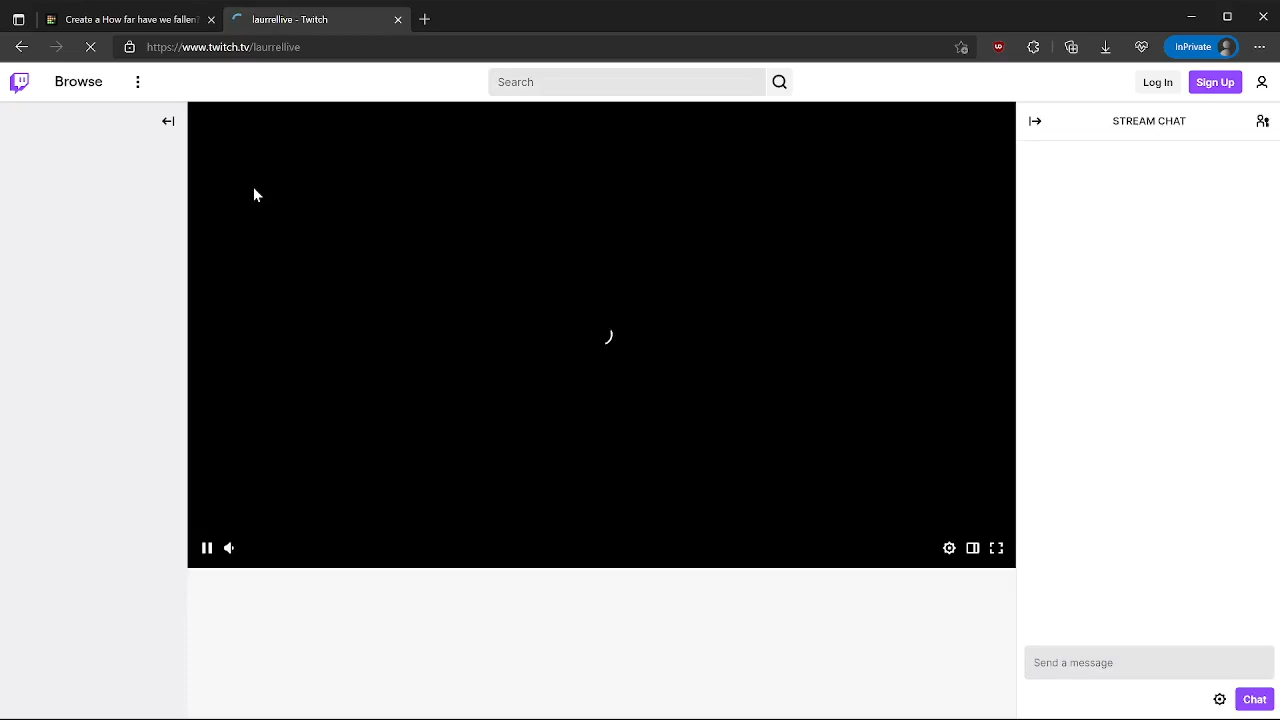 Create a How far have we fallen?
laurrellive - Twitch
https://www.twitch.tv/laurrellive
InPrivate
Browse
Search
Log In
Sign Up
STREAM CHAT
Send a message
Chat